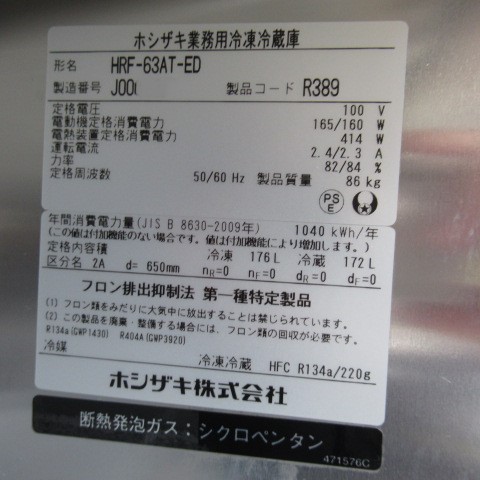 ホシザキ業務用冷凍冷蔵庫
形名 HRF-63AT-ED
製造番号 J00 製品コード R389
定格電圧 100 V
電動機定格消費電力 165/160 W
電熱装置定格消費電力 414 W
運転電流 2.4/2.3 A
力率 82/84 %
定格周波数 50/60 Hz 製品質量 86 kg
PS
E
年間消費電力量(JIS B 8630-2009年) 1040 kWh/年
(この値は付加機能のない場合です。値は付加機能により増加します。)
定格内容積 冷凍 176 L 冷蔵 172 L
区分名 2A d= 650mm nR=0 nF=0 dR=0 dF=0
フロン排出抑制法 第一種特定製品
(1) フロン類をみだりに大気中に放出することは禁じられています。
(2) この製品を廃棄・整備する場合には、フロン類の回収が必要です。
R134a(GWP1430) R404A(GWP3920)
冷媒 冷凍冷蔵 HFC R134a/220g
ホシザキ株式会社
断熱発泡ガス：シクロペンタン
471576C